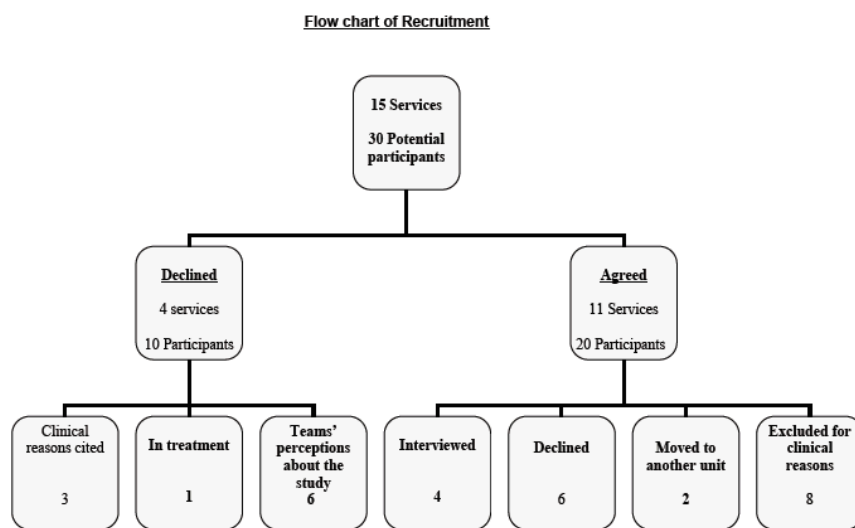 Flow chart of Recruitment
15 Services
30 Potential
participants
Declined
4 services
10 Participants
Agreed
11 Services
20 Participants
Clinical
reasons cited
3
In treatment
1
Teams’
perceptions
about the
study
6
Interviewed
4
Declined
6
Moved to
another unit
2
Excluded for
clinical
reasons
8